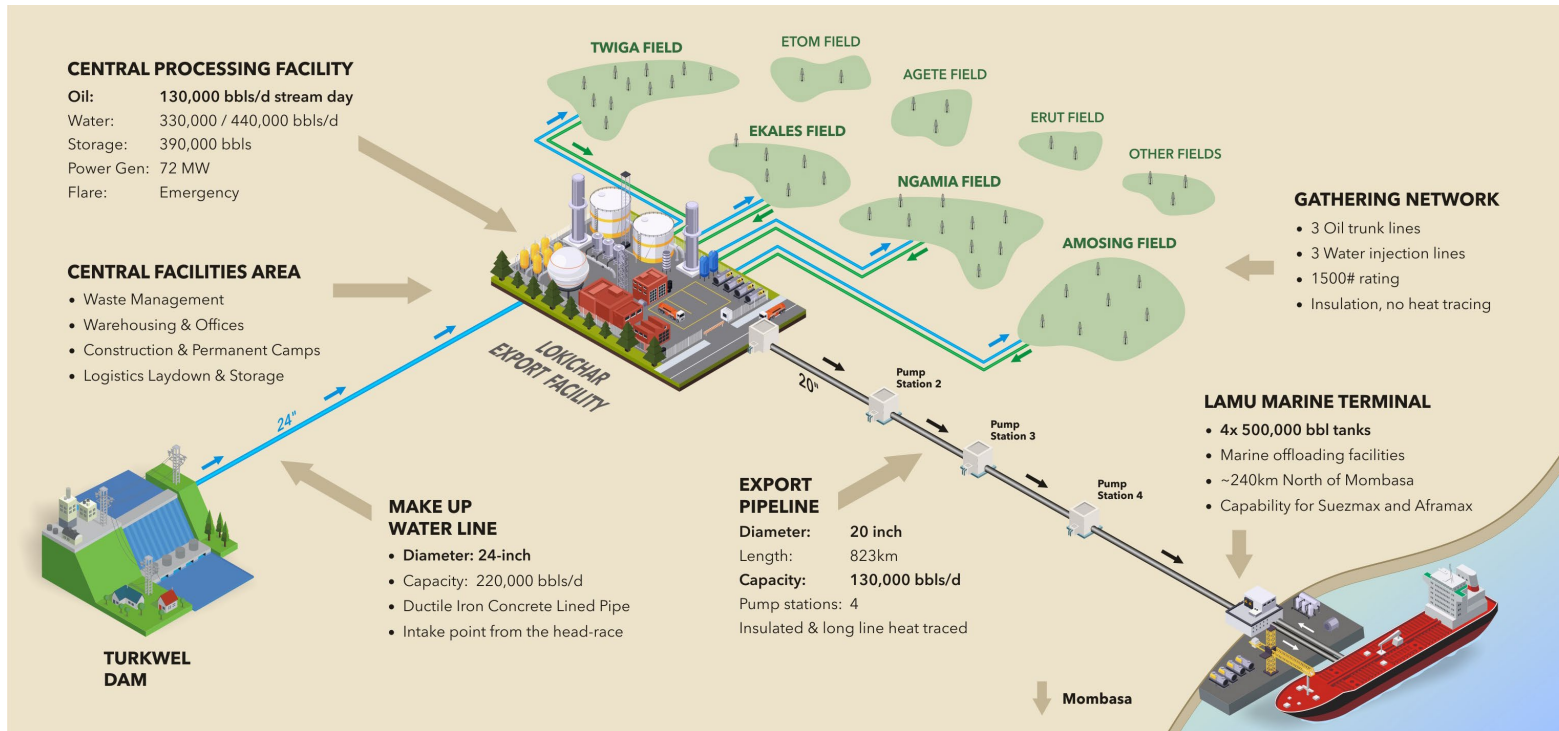 CENTRAL PROCESSING FACILITY
Oil: 130,000 bbls/d stream day
Water: 330,000 / 440,000 bbls/d
Storage: 390,000 bbls
Power Gen: 72 MW
Flare: Emergency
TWIGA FIELD
ETOM FIELD
AGETE FIELD
EKALES FIELD
ERUT FIELD
OTHER FIELDS
NGAMIA FIELD
AMOSING FIELD
GATHERING NETWORK
• 3 Oil trunk lines
• 3 Water injection lines
• 1500# rating
• Insulation, no heat tracing
CENTRAL FACILITIES AREA
• Waste Management
• Warehousing & Offices
• Construction & Permanent Camps
• Logistics Laydown & Storage
LOKICHAR
EXPORT FACILITY
20"
Pump
Station 2
Pump
Station 3
Pump
Station 4
24"
LAMU MARINE TERMINAL
• 4x 500,000 bbl tanks
• Marine offloading facilities
• ~240km North of Mombasa
• Capability for Suezmax and Aframax
MAKE UP
WATER LINE
• Diameter: 24-inch
• Capacity: 220,000 bbls/d
• Ductile Iron Concrete Lined Pipe
• Intake point from the head-race
EXPORT
PIPELINE
Diameter: 20 inch
Length: 823km
Capacity: 130,000 bbls/d
Pump stations: 4
Insulated & long line heat traced
TURKWEL
DAM
Mombasa